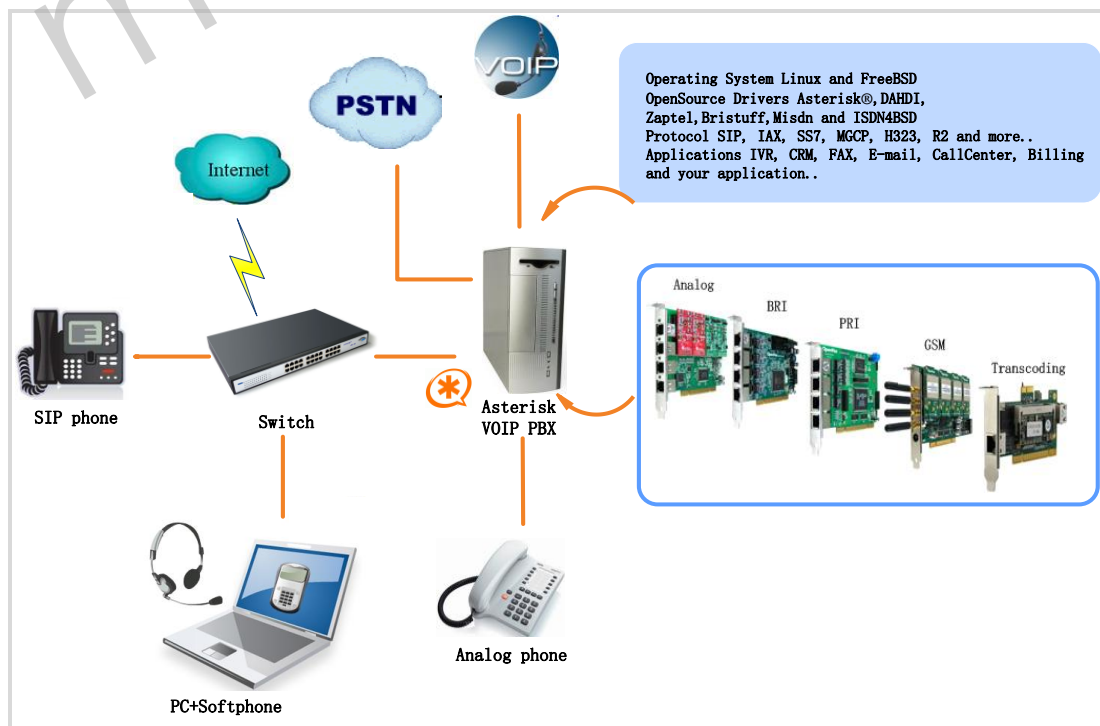 VOIP
PSTN
Internet
Operating System Linux and FreeBSD
OpenSource Drivers Asterisk®,DAHDI,
Zaptel,Bristuff,Misdn and ISDN4BSD
Protocol SIP, IAX, SS7, MGCP, H323, R2 and more..
Applications IVR, CRM, FAX, E-mail, CallCenter, Billing
and your application..
Analog
BRI
PRI
GSM
Transcoding
SIP phone
Switch
Asterisk
VOIP PBX
PC+Softphone
Analog phone